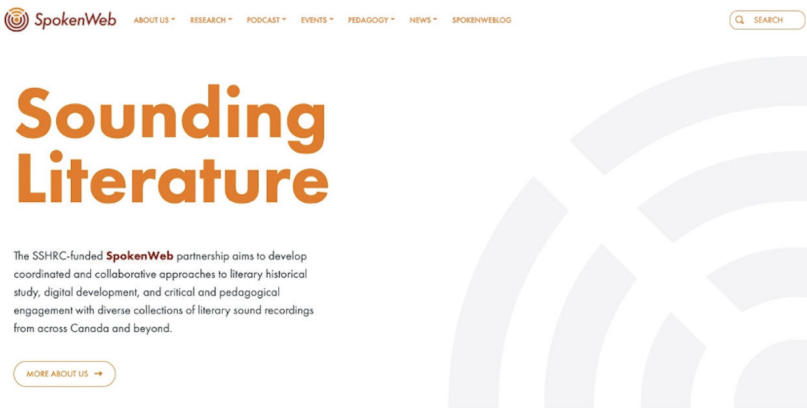 SpokenWeb ABOUT US RESEARCH PODCAST EVENTS PEDAGOGY NEWS SPOKENWEBLOG SEARCH
Sounding
Literature
The SSHRC-funded SpokenWeb partnership aims to develop
coordinated and collaborative approaches to literary historical
study, digital development, and critical and pedagogical
engagement with diverse collections of literary sound recordings
from across Canada and beyond.
MORE ABOUT US →